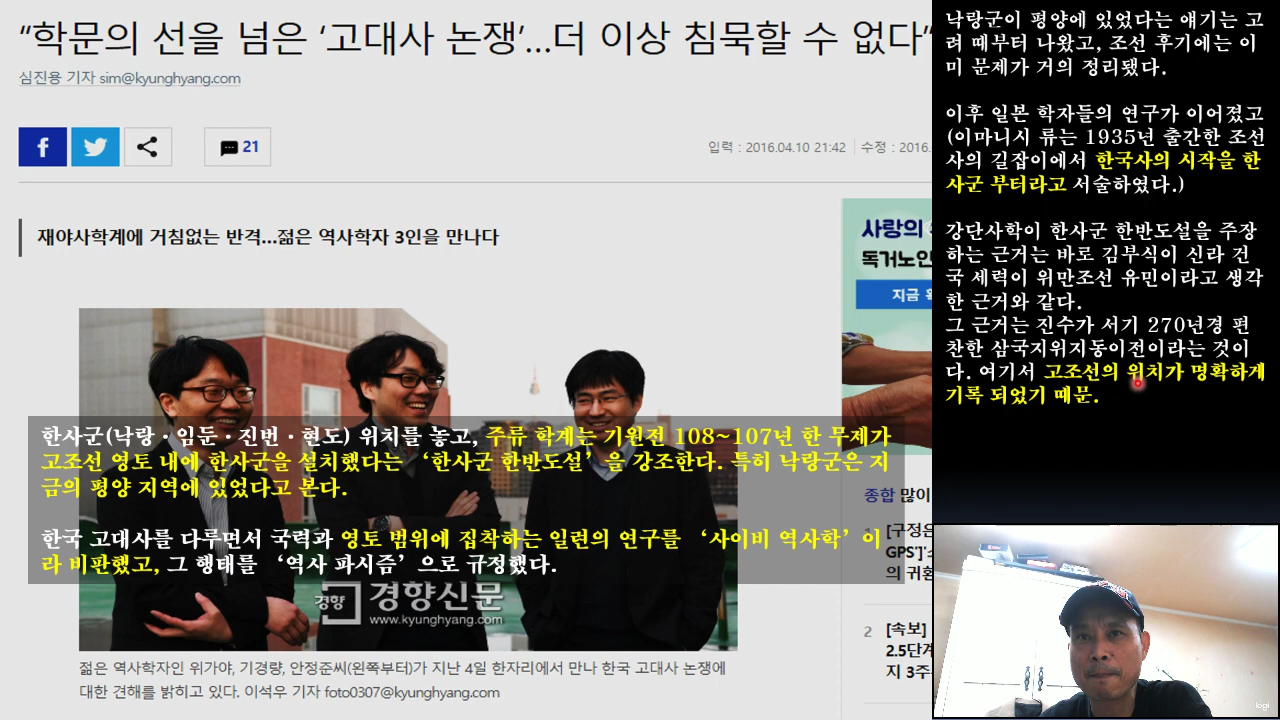 “학문의 선을 넘은 ‘고대사 논쟁’...더 이상 침묵할 수 없다”
심진용 기자 sim@kyunghyang.com
21
입력 : 2016.04.10 21:42 수정 : 2016.
재야사학계에 거침없는 반격...젊은 역사학자 3인을 만나다
한사군(낙랑·임둔·진번·현도) 위치를 놓고, 주류 학계는 기원전 108~107년 한 무제가
고조선 영토 내에 한사군을 설치했다는 ‘한사군 한반도설’을 강조한다. 특히 낙랑군은 지
금의 평양 지역에 있었다고 본다.
한국 고대사를 다루면서 국력과 영토 범위에 집착하는 일련의 연구를 ‘사이비 역사학’이
라 비판했고, 그 행태를 ‘역사 파시즘’으로 규정했다.
경향 경향신문
www.kyunghyang.com
젊은 역사학자인 위가야, 기경량, 안정준씨(왼쪽부터)가 지난 4일 한자리에서 만나 한국 고대사 논쟁에
대한 견해를 밝히고 있다. 이석우 기자 foto0307@kyunghyang.com
사랑의
독거노인
지금
종합 많이
[구정은
GPS']'
의 귀환
2 [속보]
2.5단계
지 3주
낙랑군이 평양에 있었다는 얘기는 고
려 때부터 나왔고, 조선 후기에는 이
미 문제가 거의 정리됐다.
이후 일본 학자들의 연구가 이어졌고
(이마니시 류는 1935년 출간한 조선
사의 길잡이에서 한국사의 시작을 한
사군 부터라고 서술하였다.)
강단사학이 한사군 한반도설을 주장
하는 근거는 바로 김부식이 신라 건
국 세력이 위만조선 유민이라고 생각
한 근거와 같다.
그 근거는 진수가 서기 270년경 편
찬한 삼국지위지동이전이라는 것이
다. 여기서 고조선의 위치가 명확하게
기록 되었기 때문.
logi